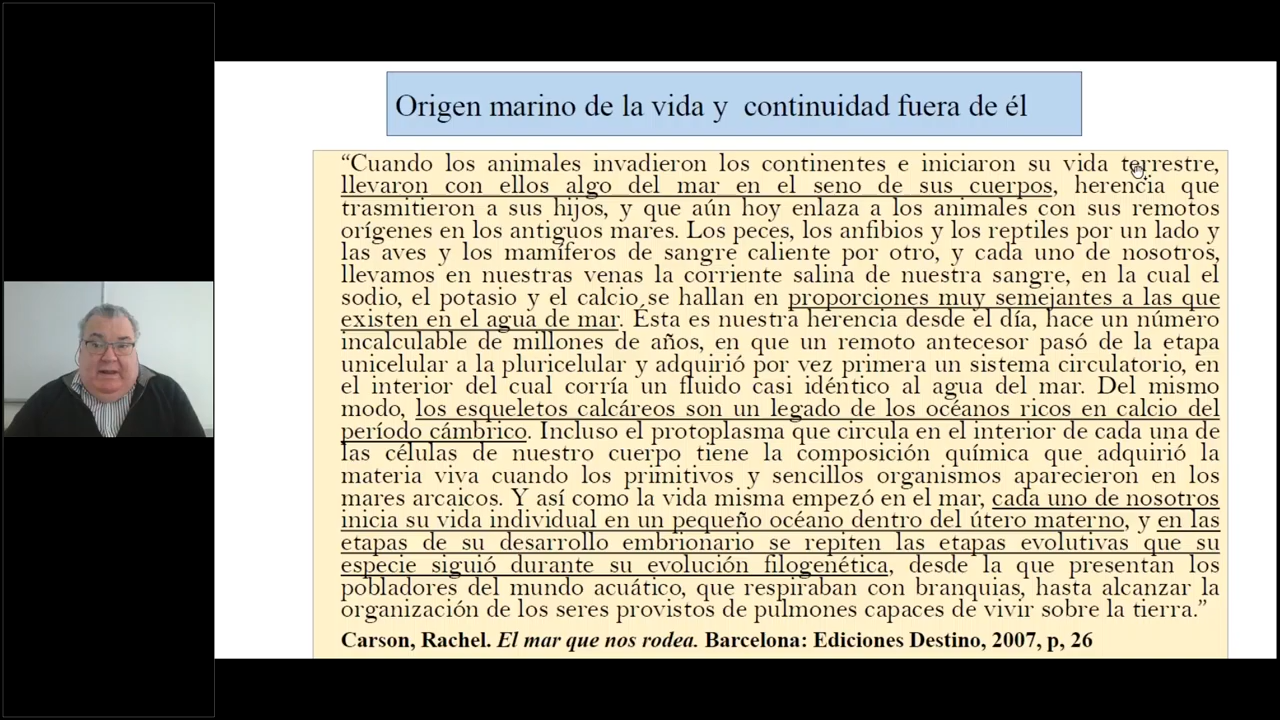 Origen marino de la vida y continuidad fuera de él
“Cuando los animales invadieron los continentes e iniciaron su vida terrestre,
llevaron con ellos algo del mar en el seno de sus cuerpos, herencia que
trasmitieron a sus hijos, y que aún hoy enlaza a los animales con sus remotos
orígenes en los antiguos mares. Los peces, los anfibios y los reptiles por un lado y
las aves y los mamíferos de sangre caliente por otro, y cada uno de nosotros,
llevamos en nuestras venas la corriente salina de nuestra sangre, en la cual el
sodio, el potasio y el calcio se hallan en proporciones muy semejantes a las que
existen en el agua de mar. Ésta es nuestra herencia desde el día, hace un número
incalculable de millones de años, en que un remoto antecesor pasó de la etapa
unicelular a la pluricelular y adquirió por vez primera un sistema circulatorio, en
el interior del cual corría un fluido casi idéntico al agua del mar. Del mismo
modo, los esqueletos calcáreos son un legado de los océanos ricos en calcio del
período cámbrico. Incluso el protoplasma que circula en el interior de cada una de
las células de nuestro cuerpo tiene la composición química que adquirió la
materia viva cuando los primitivos y sencillos organismos aparecieron en los
mares arcaicos. Y así como la vida misma empezó en el mar, cada uno de nosotros
inicia su vida individual en un pequeño océano dentro del útero materno, y en las
etapas de su desarrollo embrionario se repiten las etapas evolutivas que su
especie siguió durante su evolución filogenética, desde la que presentan los
pobladores del mundo acuático, que respiraban con branquias, hasta alcanzar la
organización de los seres provistos de pulmones capaces de vivir sobre la tierra.”
Carson, Rachel. El mar que nos rodea. Barcelona: Ediciones Destino, 2007, p, 26